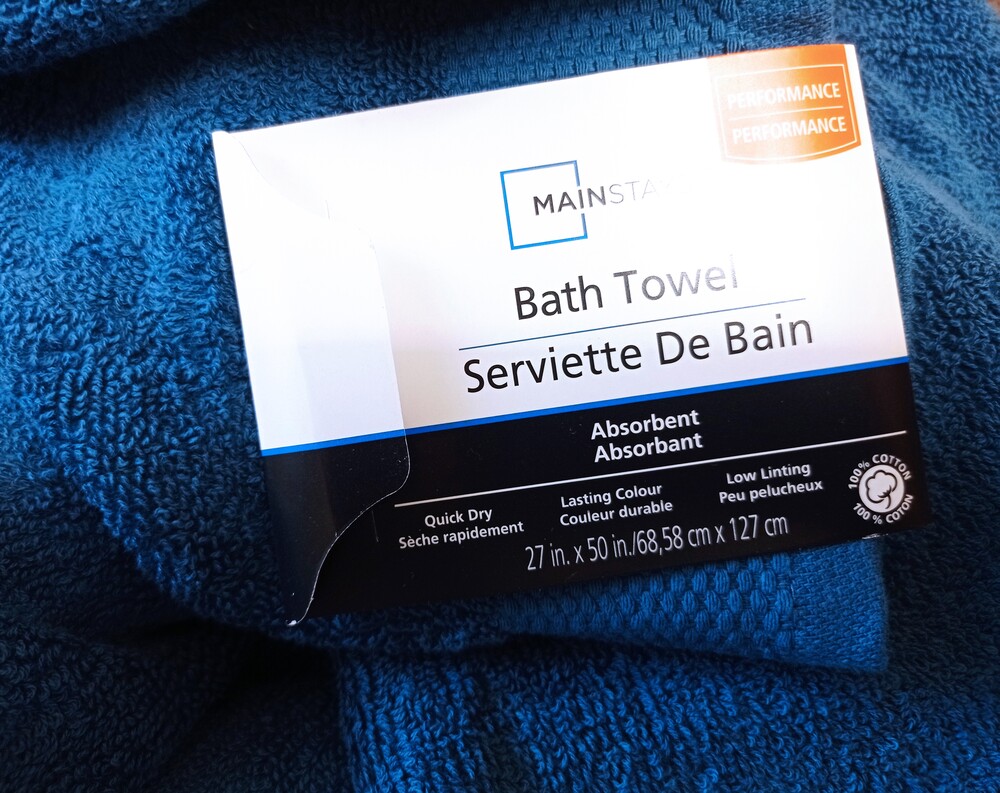 PERFORMANCE
PERFORMANCE
MAINSTA
Bath Towel
Serviette De Bain
Absorbent
Absorbant
Quick Dry
Sèche rapidement
Lasting Colour
Couleur durable
Low Linting
Peu pelucheux
100% COTTON
100% COTON
27 in. x 50 in./68,58 cm x 127 cm